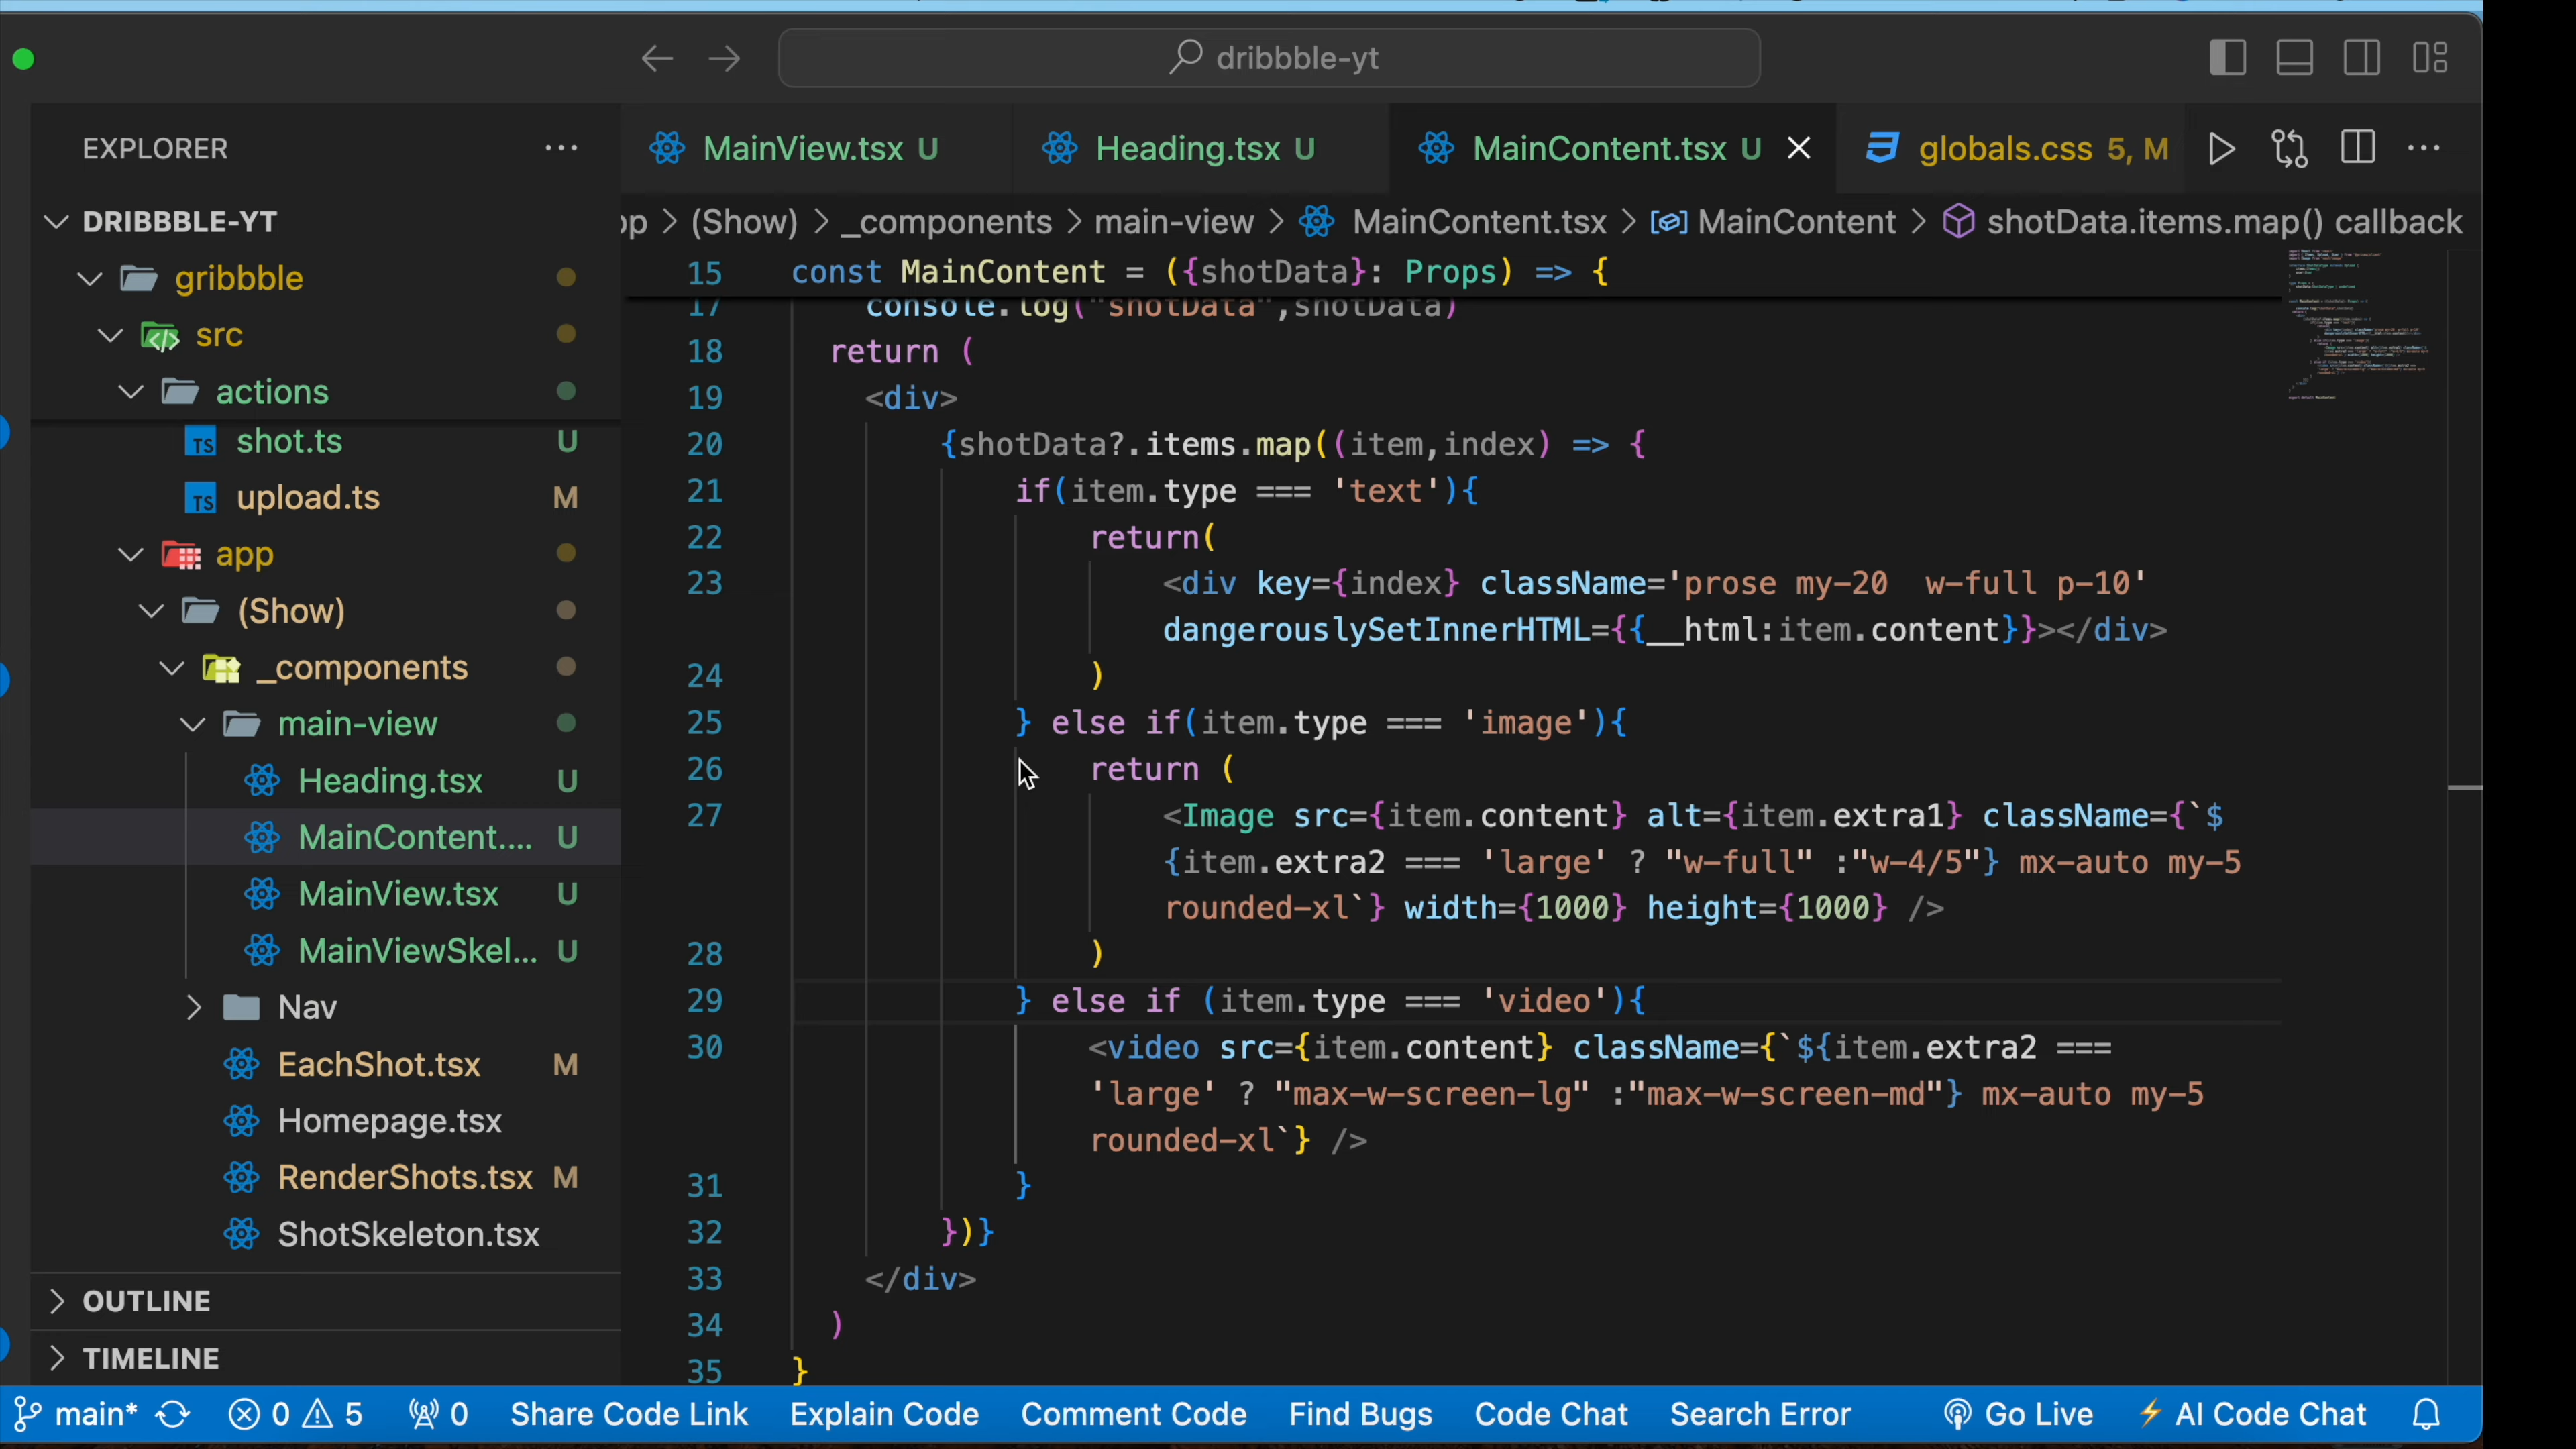 dribbble-yt
EXPLORER
MainView.tsx U
Heading.tsx U
MainContent.tsx U
globals.css 5, M
DRIBBBLE-YT
gribbble
src
actions
shot.ts U
upload.ts M
app
(Show)
_components
main-view
Heading.tsx U
MainContent.... U
MainView.tsx U
MainViewSkel... U
Nav
EachShot.tsx M
Homepage.tsx
RenderShots.tsx M
ShotSkeleton.tsx
OUTLINE
TIMELINE
pp > (Show) > _components > main-view > MainContent.tsx > MainContent > shotData.items.map() callback
15 const MainContent = ({shotData}: Props) => {
17 console.log("shotData",shotData)
18 return (
19 <div>
20 {shotData?.items.map((item,index) => {
21 if(item.type === 'text'){
22 return(
23 <div key={index} className='prose my-20  w-full p-10'
dangerouslySetInnerHTML={{__html:item.content}}></div>
24 )
25 } else if(item.type === 'image'){
26 return (
27 <Image src={item.content} alt={item.extra1} className={`$
{item.extra2 === 'large' ? "w-full" :"w-4/5"} mx-auto my-5
rounded-xl`} width={1000} height={1000} />
28 )
29 } else if (item.type === 'video'){
30 <video src={item.content} className={`${item.extra2 ===
'large' ? "max-w-screen-lg" :"max-w-screen-md"} mx-auto my-5
rounded-xl`} />
31 }
32 })}
33 </div>
34 )
35 }
main* 0 5 0 Share Code Link Explain Code Comment Code Find Bugs Code Chat Search Error Go Live AI Code Chat